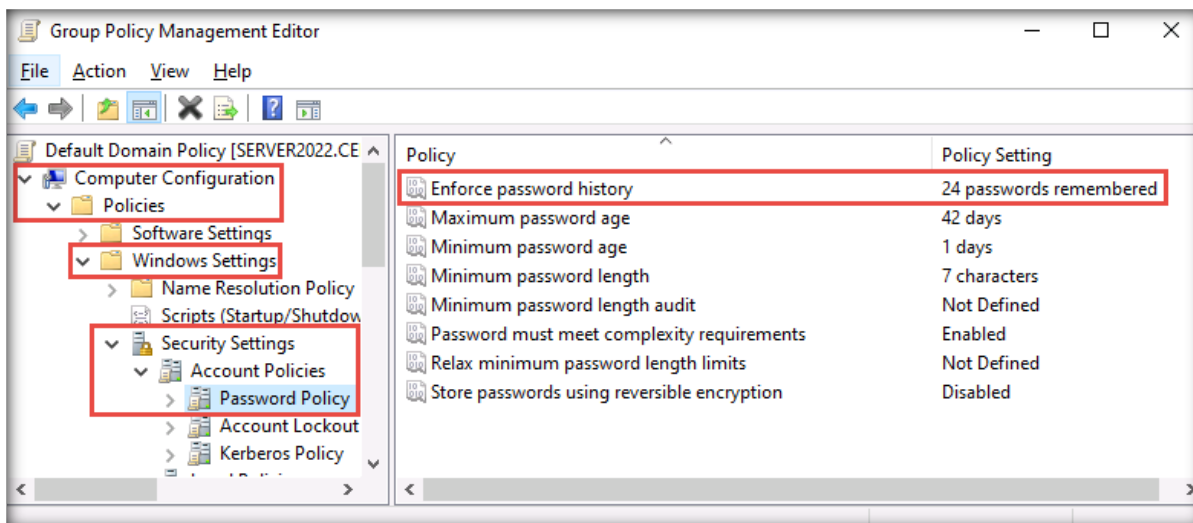 Group Policy Management Editor
File Action View Help
Default Domain Policy [SERVER2022.CE
Computer Configuration
Policies
Software Settings
Windows Settings
Name Resolution Policy
Scripts (Startup/Shutdow
Security Settings
Account Policies
Password Policy
Account Lockout
Kerberos Policy
Policy Policy Setting
Enforce password history 24 passwords remembered
Maximum password age 42 days
Minimum password age 1 days
Minimum password length 7 characters
Minimum password length audit Not Defined
Password must meet complexity requirements Enabled
Relax minimum password length limits Not Defined
Store passwords using reversible encryption Disabled